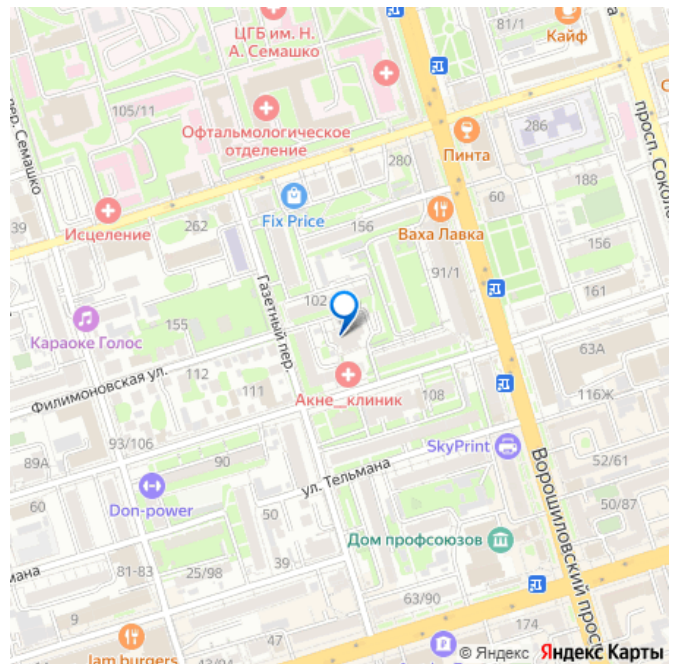 ЦГБ им. Н.
А. Семашко
81/1
Кайф
пер. Семашко
105/11
Офтальмологическое
отделение
Пинта
286
просп. Соколо
280
188
39
Исцеление
262
Fix Price
156
60
Ваха Лавка
156
91/1
161
102
Газетный пер.
Караоке Голос
155
63А
Филимоновская ул.
112
111
Акне_клиник
108
116Ж
93/106
SkyPrint
89А
90
52/61
ул. Тельмана
60
Don-power
50
50/87
Ворошиловский просп
Дом профсоюзов
39
81-83
25/98
63/90
9
174
47
Jam burgers
43/94
© Яндекс Яндекс Карты